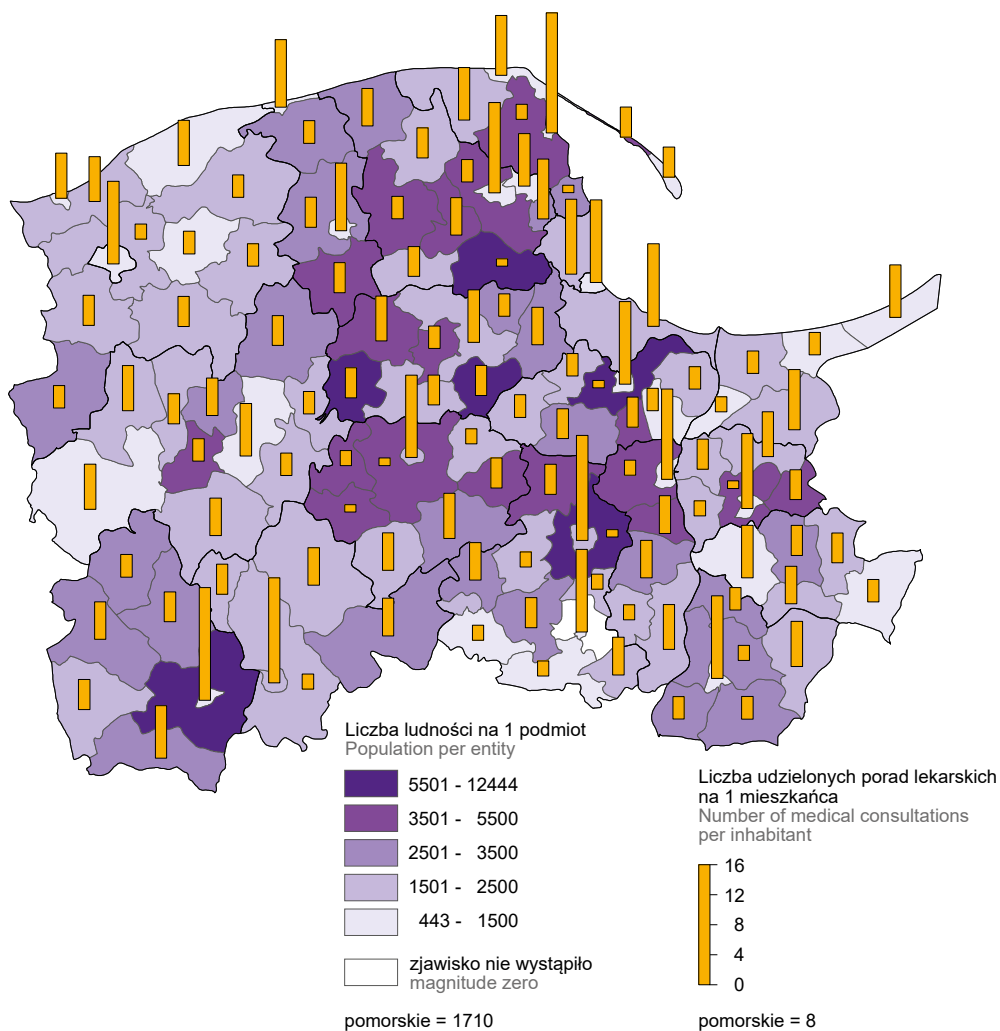 Liczba ludności na 1 podmiot
Population per entity
5501 - 12444
3501 - 5500
2501 - 3500
1501 - 2500
443 - 1500
zjawisko nie wystąpiło
magnitude zero
pomorskie = 1710
Liczba udzielonych porad lekarskich
na 1 mieszkańca
Number of medical consultations
per inhabitant
16
12
8
4
0
pomorskie = 8